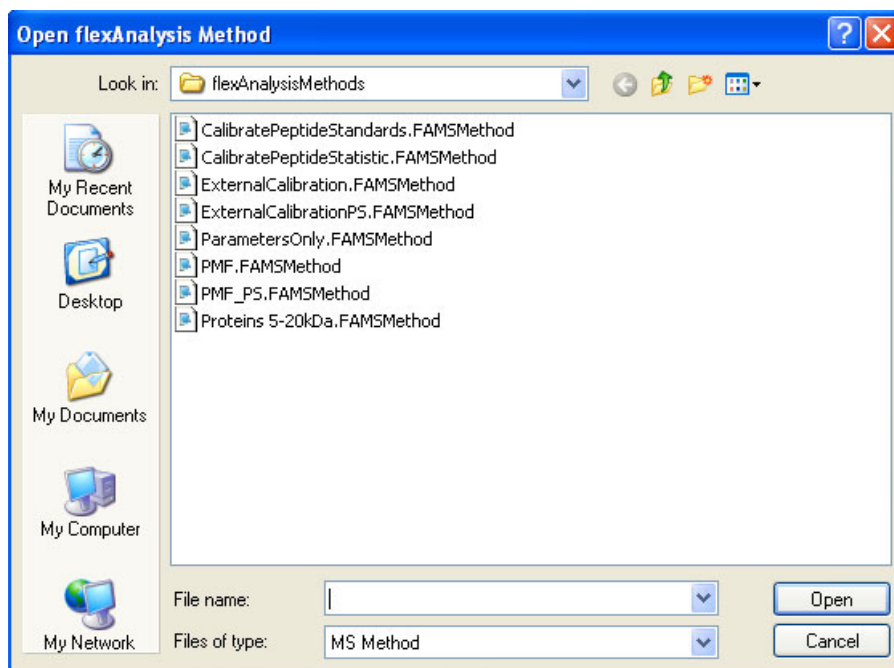 Open flexAnalysis Method
Look in: flexAnalysisMethods
My Recent
Documents
Desktop
My Documents
My Computer
My Network
CalibratePeptideStandards.FAMSMethod
CalibratePeptideStatistic.FAMSMethod
ExternalCalibration.FAMSMethod
ExternalCalibrationPS.FAMSMethod
ParametersOnly.FAMSMethod
PMF.FAMSMethod
PMF_PS.FAMSMethod
Proteins 5-20kDa.FAMSMethod
File name: Open
Files of type: MS Method Cancel